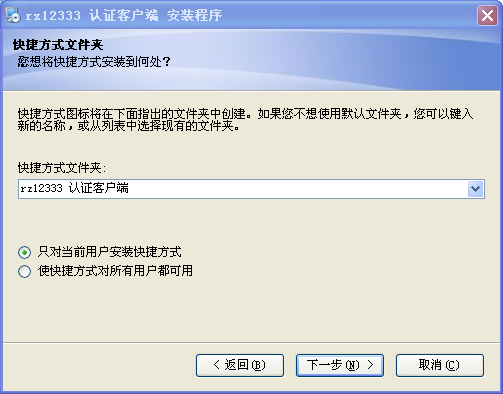 rz12333 认证客户端 安装程序
快捷方式文件夹
您想将快捷方式安装到何处？
快捷方式图标将在下面指出的文件夹中创建。如果您不想使用默认文件夹，您可以键入
新的名称，或从列表中选择现有的文件夹。
快捷方式文件夹:
rz12333 认证客户端
只对当前用户安装快捷方式
使快捷方式对所有用户都可用
< 返回(B)
下一步(N) >
取消(C)